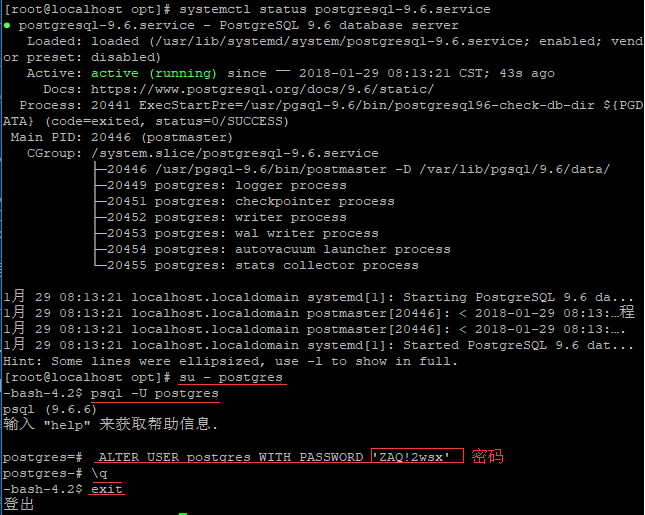 [root@localhost opt]# systemctl status postgresql-9.6.service
● postgresql-9.6.service - PostgreSQL 9.6 database server
Loaded: loaded (/usr/lib/systemd/system/postgresql-9.6.service; enabled; vend
or preset: disabled)
Active: active (running) since 一 2018-01-29 08:13:21 CST; 43s ago
Docs: https://www.postgresql.org/docs/9.6/static/
Process: 20441 ExecStartPre=/usr/pgsql-9.6/bin/postgresql96-check-db-dir ${PGD
ATA} (code=exited, status=0/SUCCESS)
Main PID: 20446 (postmaster)
CGroup: /system.slice/postgresql-9.6.service
├─20446 /usr/pgsql-9.6/bin/postmaster -D /var/lib/pgsql/9.6/data/
├─20449 postgres: logger process
├─20451 postgres: checkpointer process
├─20452 postgres: writer process
├─20453 postgres: wal writer process
├─20454 postgres: autovacuum launcher process
└─20455 postgres: stats collector process
1月 29 08:13:21 localhost.localdomain systemd[1]: Starting PostgreSQL 9.6 da...
1月 29 08:13:21 localhost.localdomain postmaster[20446]: < 2018-01-29 08:13:…程
1月 29 08:13:21 localhost.localdomain postmaster[20446]: < 2018-01-29 08:13:….
1月 29 08:13:21 localhost.localdomain systemd[1]: Started PostgreSQL 9.6 dat...
Hint: Some lines were ellipsized, use -l to show in full.
[root@localhost opt]# su - postgres
-bash-4.2$ psql -U postgres
psql (9.6.6)
输入 "help" 来获取帮助信息.
postgres=# ALTER USER postgres WITH PASSWORD 'ZAQ!2wsx' 密码
postgres-# \q
-bash-4.2$ exit
登出